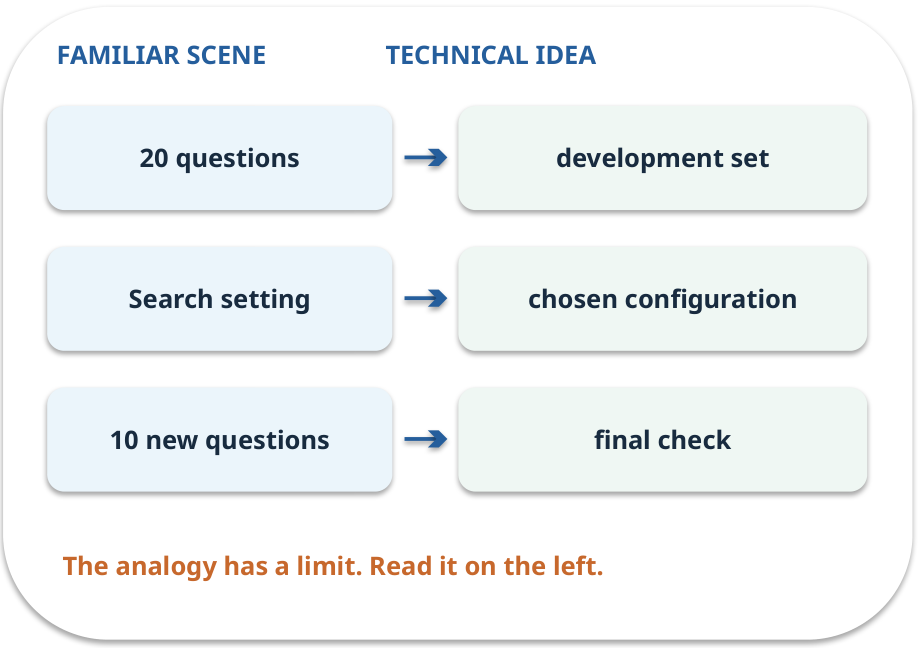 FAMILIAR SCENE
TECHNICAL IDEA
20 questions
development set
Search setting
chosen configuration
10 new questions
final check
The analogy has a limit. Read it on the left.